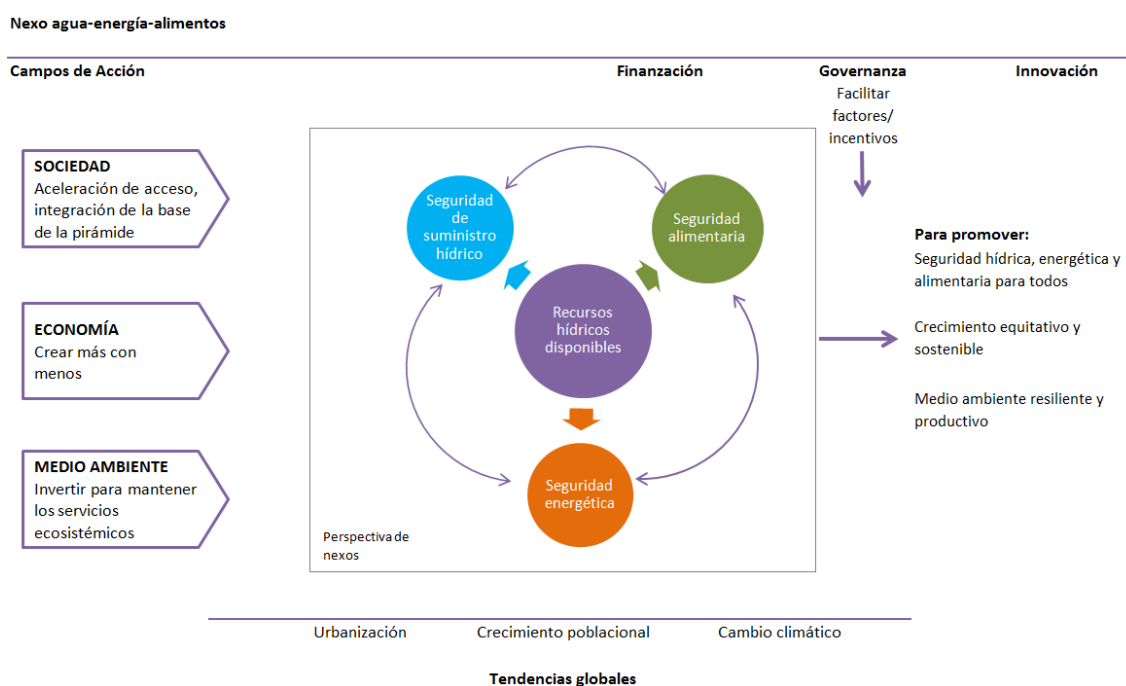 Nexo agua-energía-alimentos
Campos de Acción
Finanzación
Governanza
Innovación
Facilitar
factores/
incentivos
SOCIEDAD
Aceleración de acceso,
integración de la base
de la pirámide
ECONOMÍA
Crear más con
menos
MEDIO AMBIENTE
Invertir para mantener
los servicios
ecosistémicos
Seguridad
de
suministro
hídrico
Seguridad
alimentaria
Recursos
hídricos
disponibles
Seguridad
energética
Perspectiva de
nexos
Para promover:
Seguridad hídrica, energética y
alimentaria para todos
Crecimiento equitativo y
sostenible
Medio ambiente resiliente y
productivo
Urbanización
Crecimiento poblacional
Cambio climático
Tendencias globales